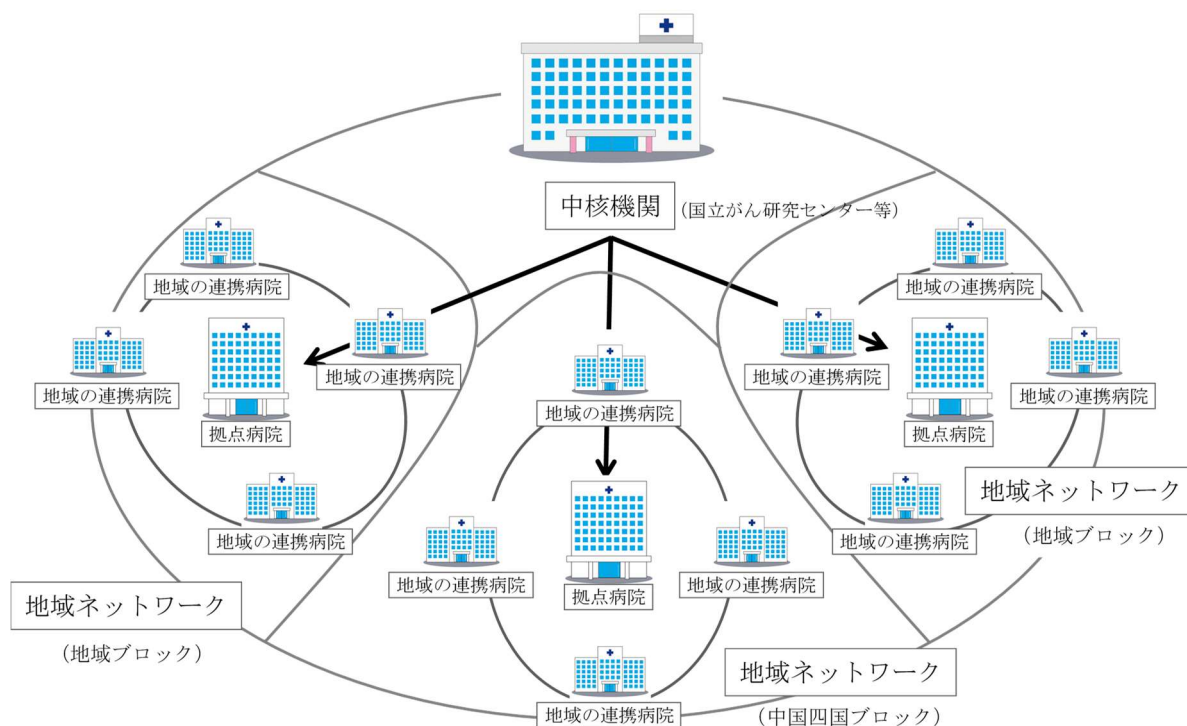 中核機関
(国立がん研究センター等)
地域の連携病院
地域の連携病院
地域の連携病院
地域の連携病院
拠点病院
地域ネットワーク
(地域ブロック)
地域の連携病院
地域の連携病院
地域の連携病院
地域の連携病院
拠点病院
地域ネットワーク
(中国四国ブロック)
地域の連携病院
地域の連携病院
地域の連携病院
地域の連携病院
拠点病院
地域ネットワーク
(地域ブロック)